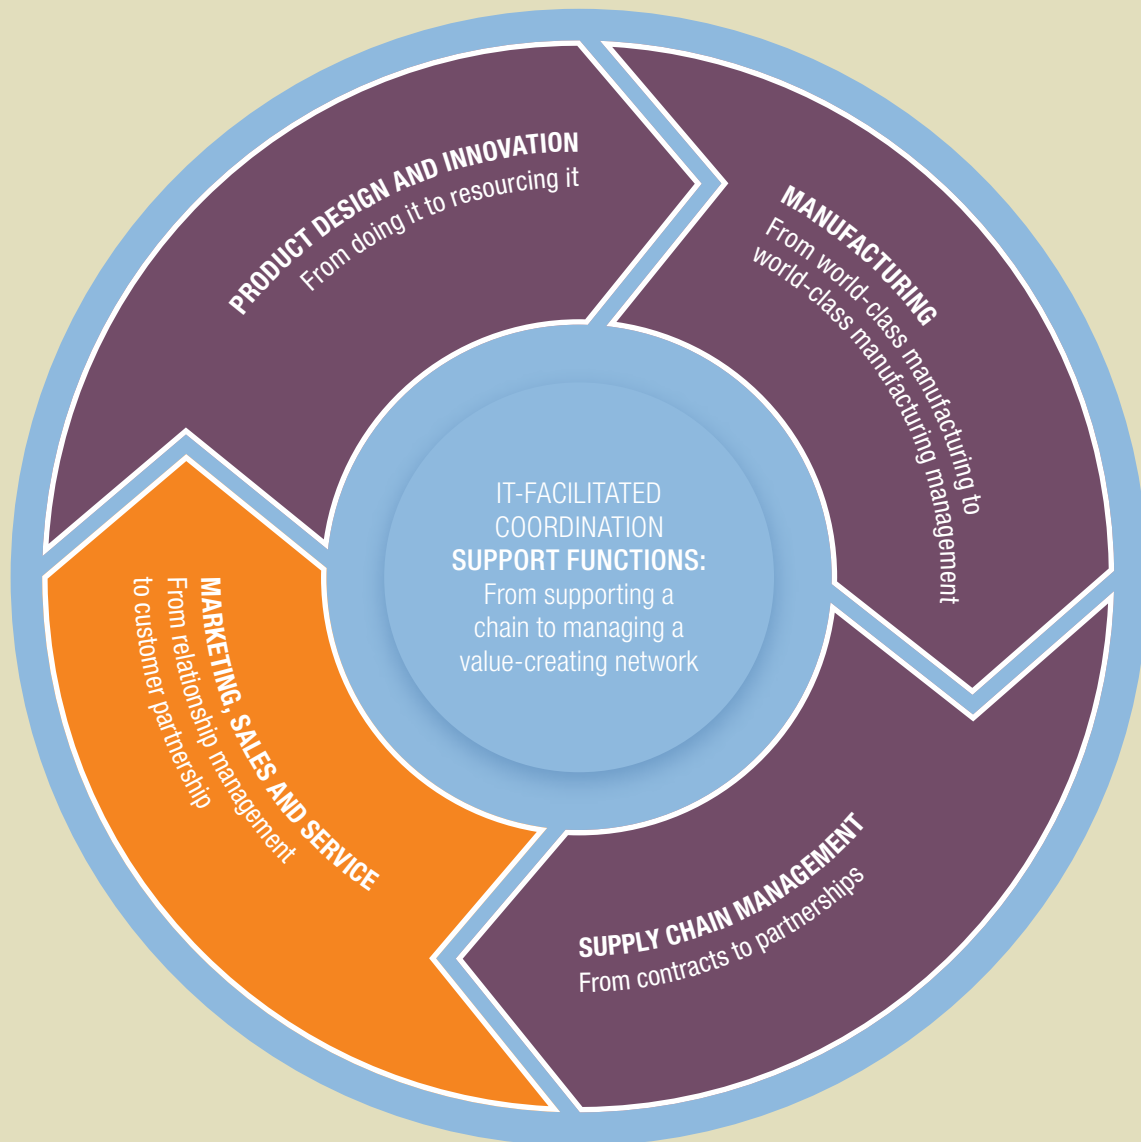 PRODUCT DESIGN AND INNOVATION
From doing it to resourcing it
MANUFACTURING
From world-class manufacturing to
world-class manufacturing management
SUPPLY CHAIN MANAGEMENT
From contracts to partnerships
MARKETING, SALES AND SERVICE
From relationship management
to customer partnership
IT-FACILITATED
COORDINATION
SUPPORT FUNCTIONS:
From supporting a
chain to managing a
value-creating network